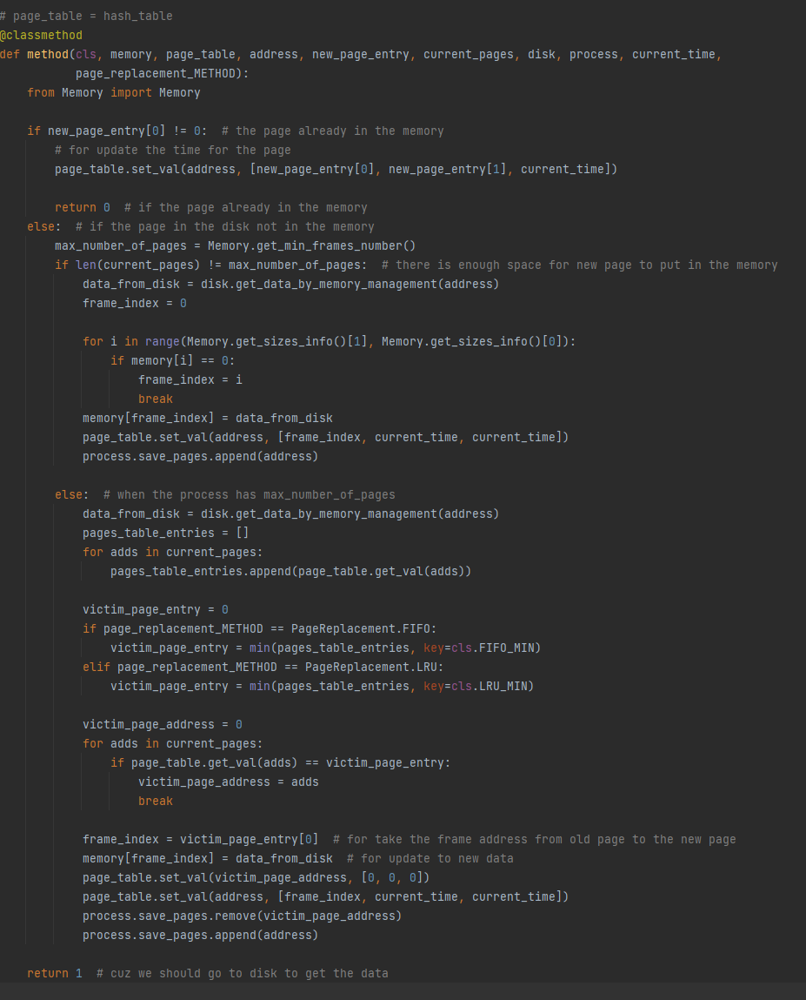 # page_table = hash_table
@classmethod
def method(cls, memory, page_table, address, new_page_entry, current_pages, disk, process, current_time,
           page_replacement_METHOD):
    from Memory import Memory

    if new_page_entry[0] != 0:  # the page already in the memory
        # for update the time for the page
        page_table.set_val(address, [new_page_entry[0], new_page_entry[1], current_time])

        return 0  # if the page already in the memory
    else:  # if the page in the disk not in the memory
        max_number_of_pages = Memory.get_min_frames_number()
        if len(current_pages) != max_number_of_pages:  # there is enough space for new page to put in the memory
            data_from_disk = disk.get_data_by_memory_management(address)
            frame_index = 0

            for i in range(Memory.get_sizes_info()[1], Memory.get_sizes_info()[0]):
                if memory[i] == 0:
                    frame_index = i
                    break
            memory[frame_index] = data_from_disk
            page_table.set_val(address, [frame_index, current_time, current_time])
            process.save_pages.append(address)

        else:  # when the process has max_number_of_pages
            data_from_disk = disk.get_data_by_memory_management(address)
            pages_table_entries = []
            for adds in current_pages:
                pages_table_entries.append(page_table.get_val(adds))

            victim_page_entry = 0
            if page_replacement_METHOD == PageReplacement.FIFO:
                victim_page_entry = min(pages_table_entries, key=cls.FIFO_MIN)
            elif page_replacement_METHOD == PageReplacement.LRU:
                victim_page_entry = min(pages_table_entries, key=cls.LRU_MIN)

            victim_page_address = 0
            for adds in current_pages:
                if page_table.get_val(adds) == victim_page_entry:
                    victim_page_address = adds
                    break

            frame_index = victim_page_entry[0]  # for take the frame address from old page to the new page
            memory[frame_index] = data_from_disk  # for update to new data
            page_table.set_val(victim_page_address, [0, 0, 0])
            page_table.set_val(address, [frame_index, current_time, current_time])
            process.save_pages.remove(victim_page_address)
            process.save_pages.append(address)

    return 1  # cuz we should go to disk to get the data